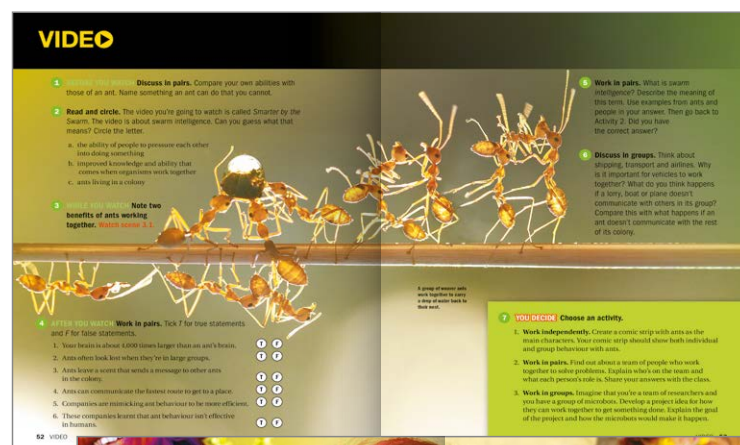 VIDEO
1 BEFORE YOU WATCH Discuss in pairs. Compare your own abilities with
those of an ant. Name something an ant can do that you cannot.
2 Read and circle. The video you're going to watch is called Smarter by the
Swarm. The video is about swarm intelligence. Can you guess what that
means? Circle the letter.
a. the ability of people to pressure each other
into doing something
b. improved knowledge and ability that
comes when organisms work together
c. ants living in a colony
3 WHILE YOU WATCH Note two
benefits of ants working
together. Watch scene 3.1.
4 AFTER YOU WATCH Work in pairs. Tick T for true statements
and F for false statements.
1. Your brain is about 4,000 times larger than an ant's brain. T F
2. Ants often look lost when they're in large groups. T F
3. Ants leave a scent that sends a message to other ants
in the colony. T F
4. Ants can communicate the fastest route to get to a place. T F
5. Companies are mimicking ant behaviour to be more efficient. T F
6. These companies learnt that ant behaviour isn't effective
in humans. T F
52 VIDEO
5 Work in pairs. What is swarm
intelligence? Describe the meaning of
this term. Use examples from ants and
people in your answer. Then go back to
Activity 2. Did you have
the correct answer?
6 Discuss in groups. Think about
shipping, transport and airlines. Why
is it important for vehicles to work
together? What do you think happens
if a lorry, boat or plane doesn't
communicate with others in its group?
Compare this with what happens if an
ant doesn't communicate with the rest
of its colony.
A group of weaver ants
work together to carry
a drop of water back to
their nest.
7 YOU DECIDE Choose an activity.
1. Work independently. Create a comic strip with ants as the
main characters. Your comic strip should show both individual
and group behaviour with ants.
2. Work in pairs. Find out about a team of people who work
together to solve problems. Explain who's on the team and
what each person's role is. Share your answers with the class.
3. Work in groups. Imagine that you're a team of researchers and
you have a group of microbots. Develop a project idea for how
they can work together to get something done. Explain the goal
of the project and how the microbots would make it happen.